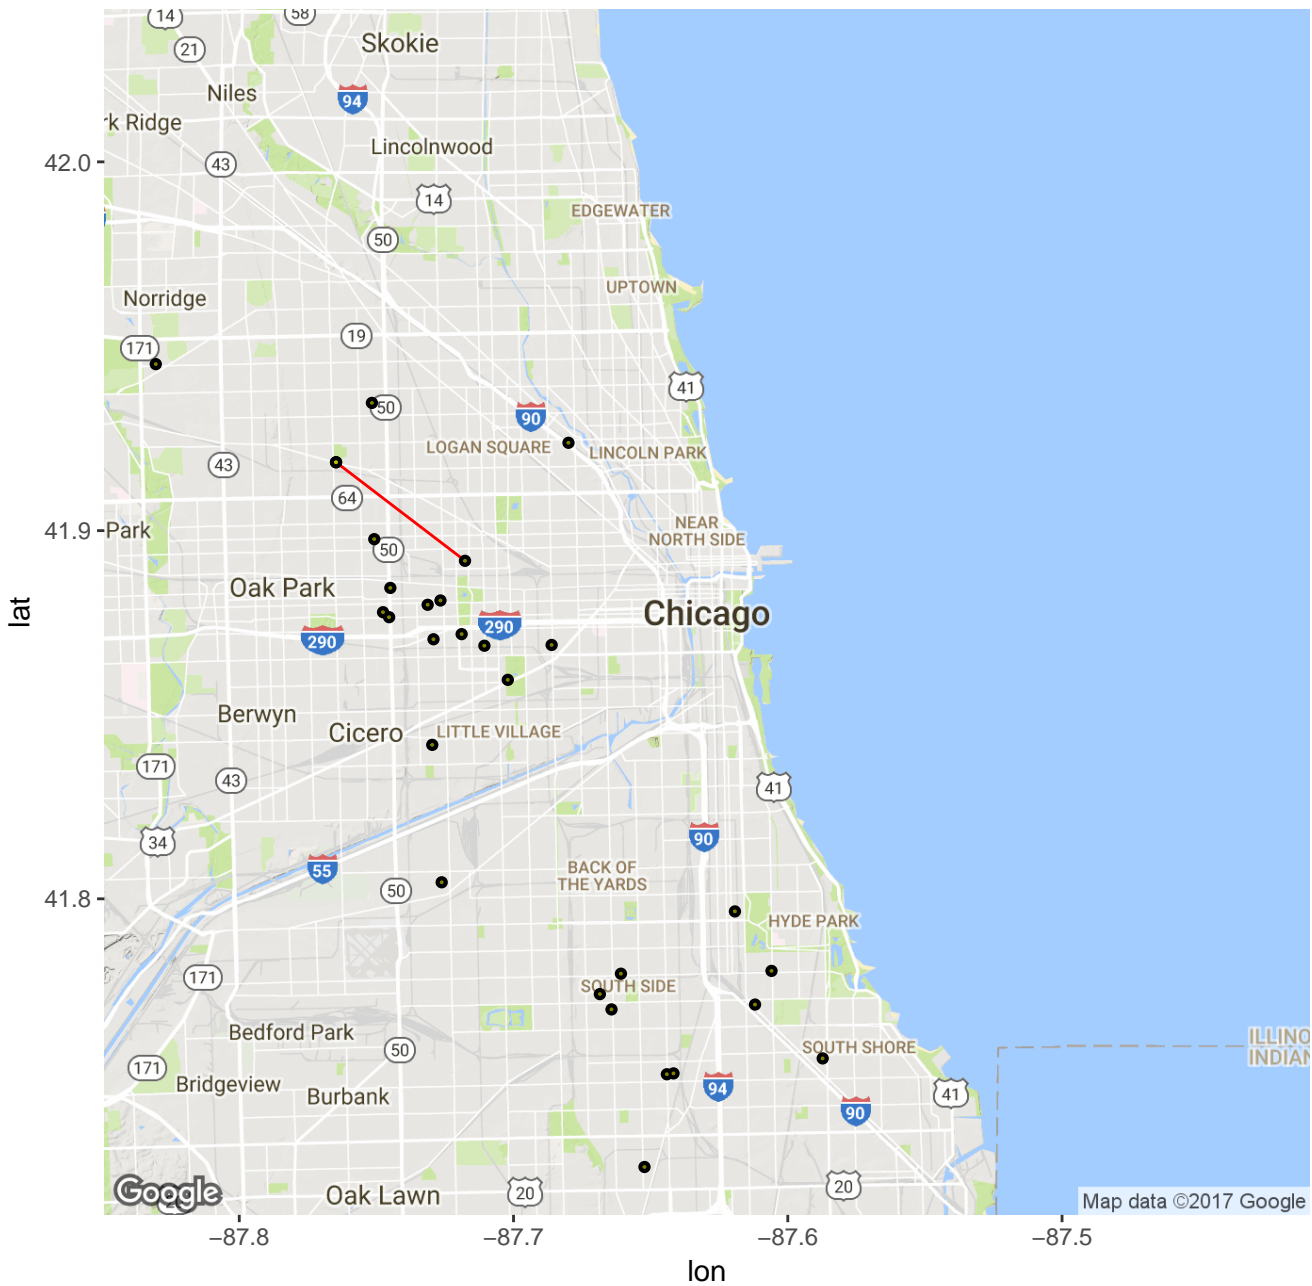 14
58
21
Skokie
Niles
94
rk Ridge
Lincolnwood
42.0
43
14
EDGEWATER
50
UPTOWN
Norridge
19
171
41
50
90
LOGAN SQUARE
LINCOLN PARK
43
64
NEAR
NORTH SIDE
41.9
Park
50
Oak Park
Chicago
290
290
lat
Berwyn
Cicero
LITTLE VILLAGE
171
43
41
34
90
55
BACK OF
THE YARDS
50
41.8
HYDE PARK
171
SOUTH SIDE
Bedford Park
50
SOUTH SHORE
ILLINO
INDIAN
171
Bridgeview
Burbank
94
41
90
Google
Oak Lawn
20
20
Map data ©2017 Google
−87.8
−87.7
−87.6
−87.5
lon